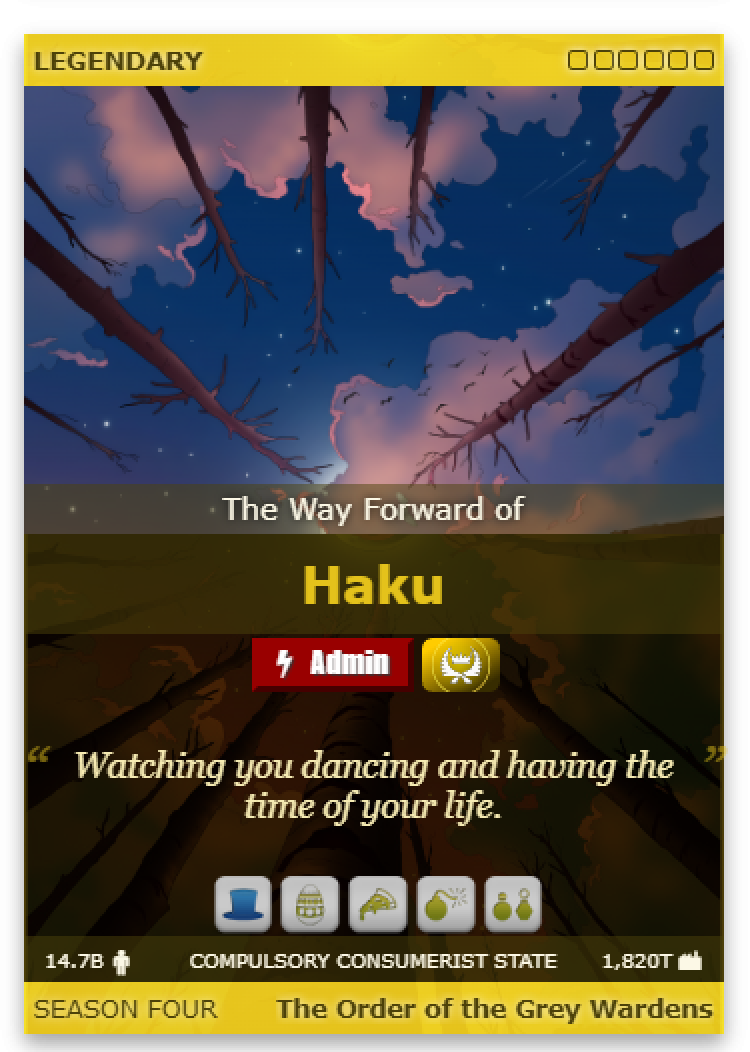 LEGENDARY
The Way Forward of
Haku
Admin
“ Watching you dancing and having the ”
time of your life.
14.7B COMPULSORY CONSUMERIST STATE 1,820T
SEASON FOUR The Order of the Grey Wardens